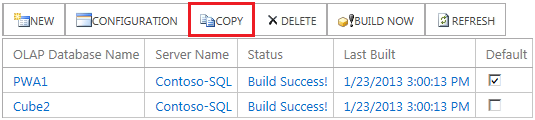 NEW CONFIGURATION COPY DELETE BUILD NOW REFRESH
OLAP Database Name Server Name Status Last Built Default
PWA1 Contoso-SQL Build Success! 1/23/2013 3:00:13 PM
Cube2 Contoso-SQL Build Success! 1/23/2013 3:00:13 PM